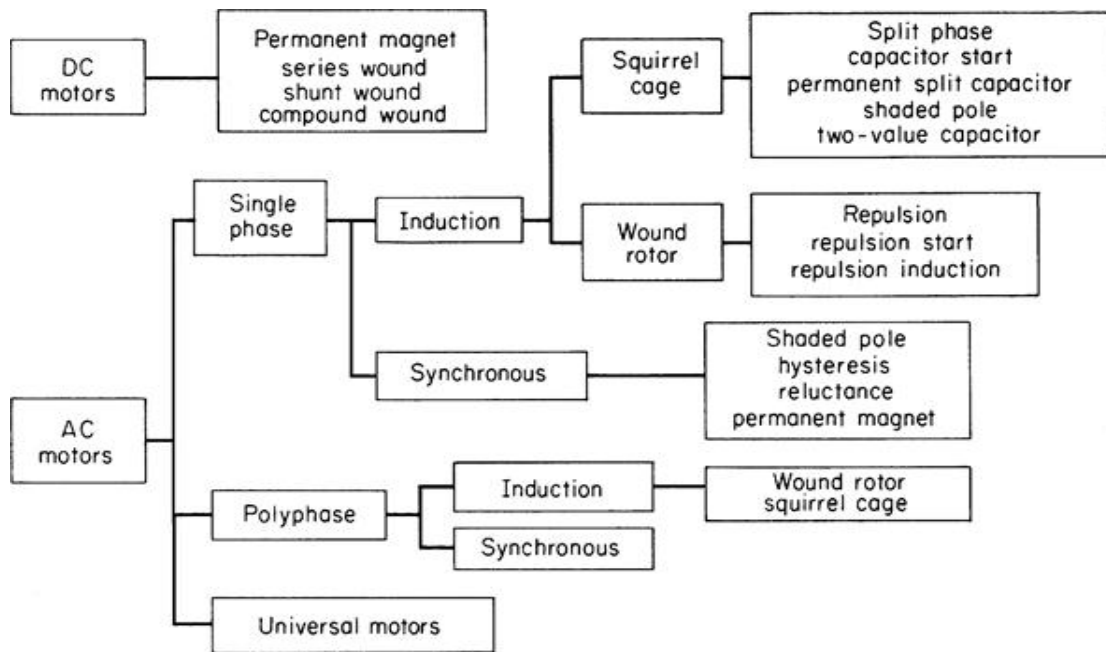 DC
motors
Permanent magnet
series wound
shunt wound
compound wound
Squirrel
cage
Split phase
capacitor start
permanent split capacitor
shaded pole
two-value capacitor
Single
phase
Induction
Wound
rotor
Repulsion
repulsion start
repulsion induction
Synchronous
Shaded pole
hysteresis
reluctance
permanent magnet
AC
motors
Polyphase
Induction
Wound rotor
squirrel cage
Synchronous
Universal motors